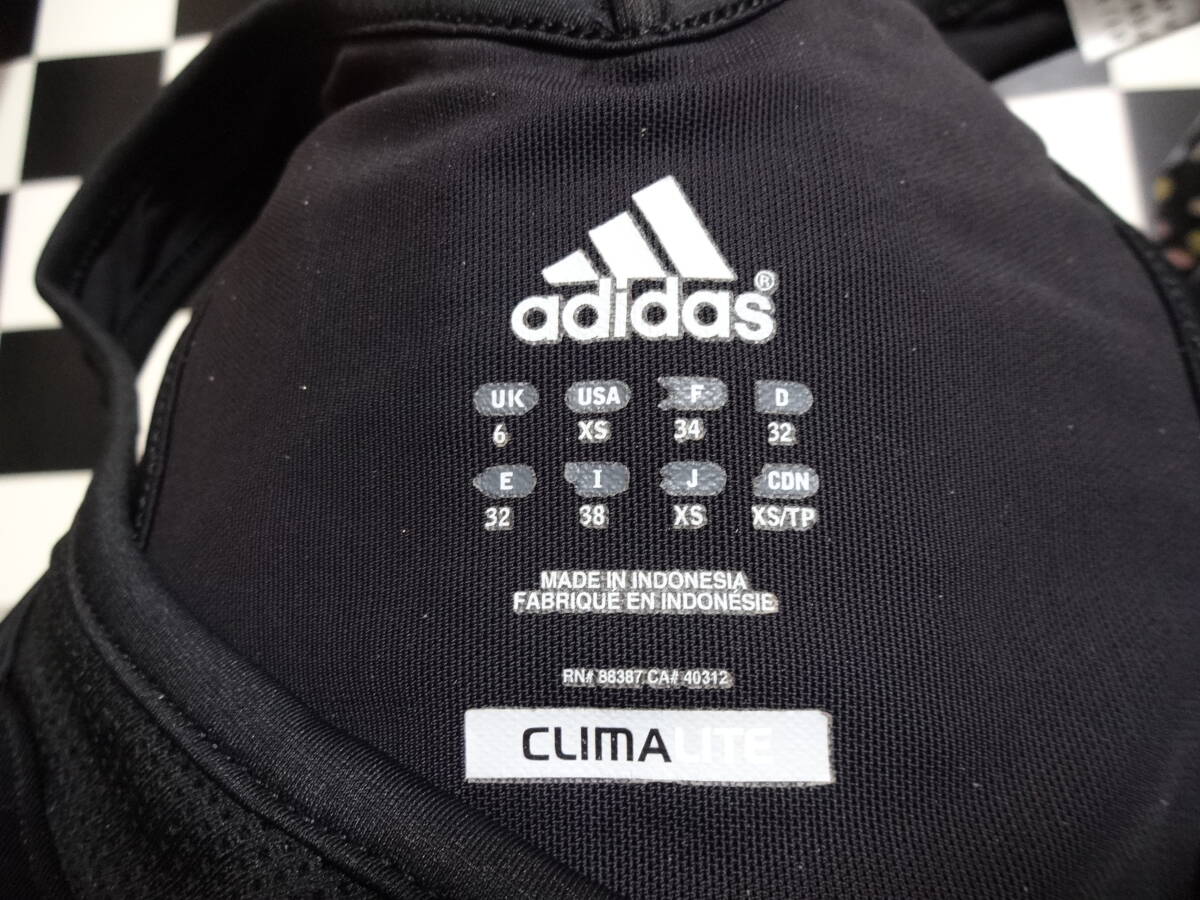 adidas®
UK USA F D
6 XS 34 32
E I J CDN
32 38 XS XS/TP
MADE IN INDONESIA
FABRIQUÉ EN INDONÉSIE
RN# 88387 CA# 40312
CLIMALITE